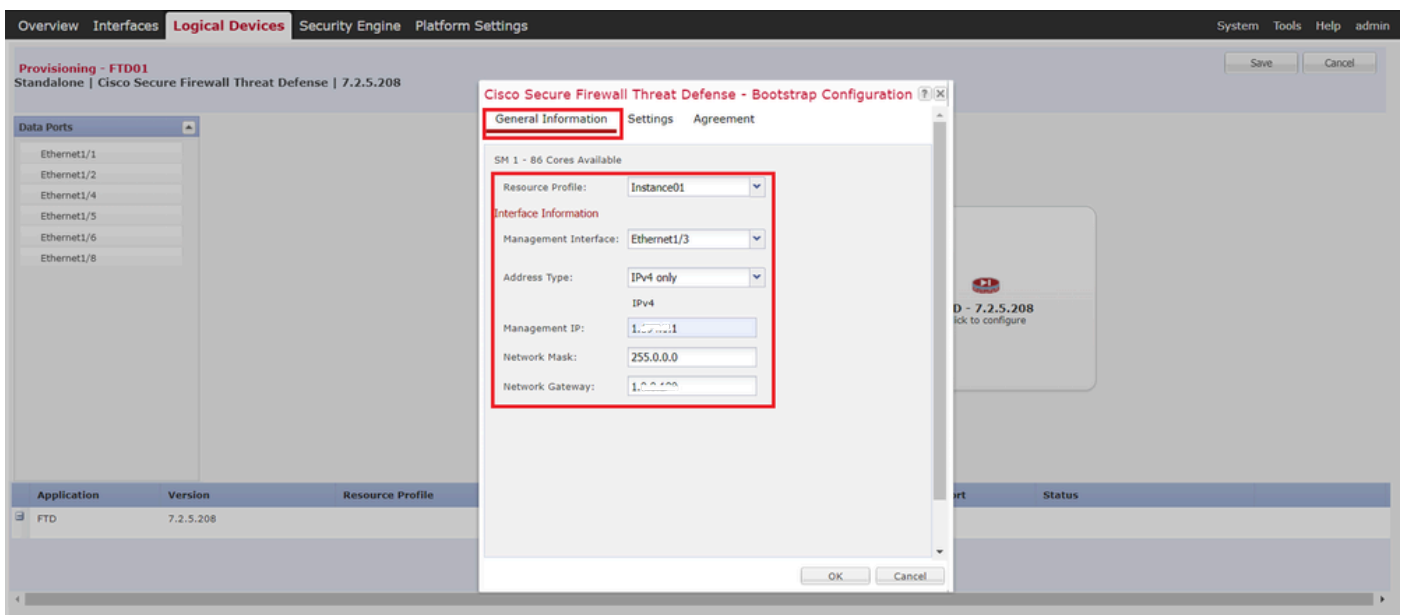 Overview Interfaces Logical Devices Security Engine Platform Settings System Tools Help admin
Provisioning - FTD01
Standalone | Cisco Secure Firewall Threat Defense | 7.2.5.208
Save Cancel
Data Ports
Ethernet1/1
Ethernet1/2
Ethernet1/4
Ethernet1/5
Ethernet1/6
Ethernet1/8
Cisco Secure Firewall Threat Defense - Bootstrap Configuration ?
General Information Settings Agreement
SM 1 - 86 Cores Available
Resource Profile: Instance01
Interface Information
Management Interface: Ethernet1/3
Address Type: IPv4 only
IPv4
Management IP:
Network Mask: 255.0.0.0
Network Gateway:
OK Cancel
D - 7.2.5.208
ick to configure
Application Version Resource Profile rt Status
FTD 7.2.5.208